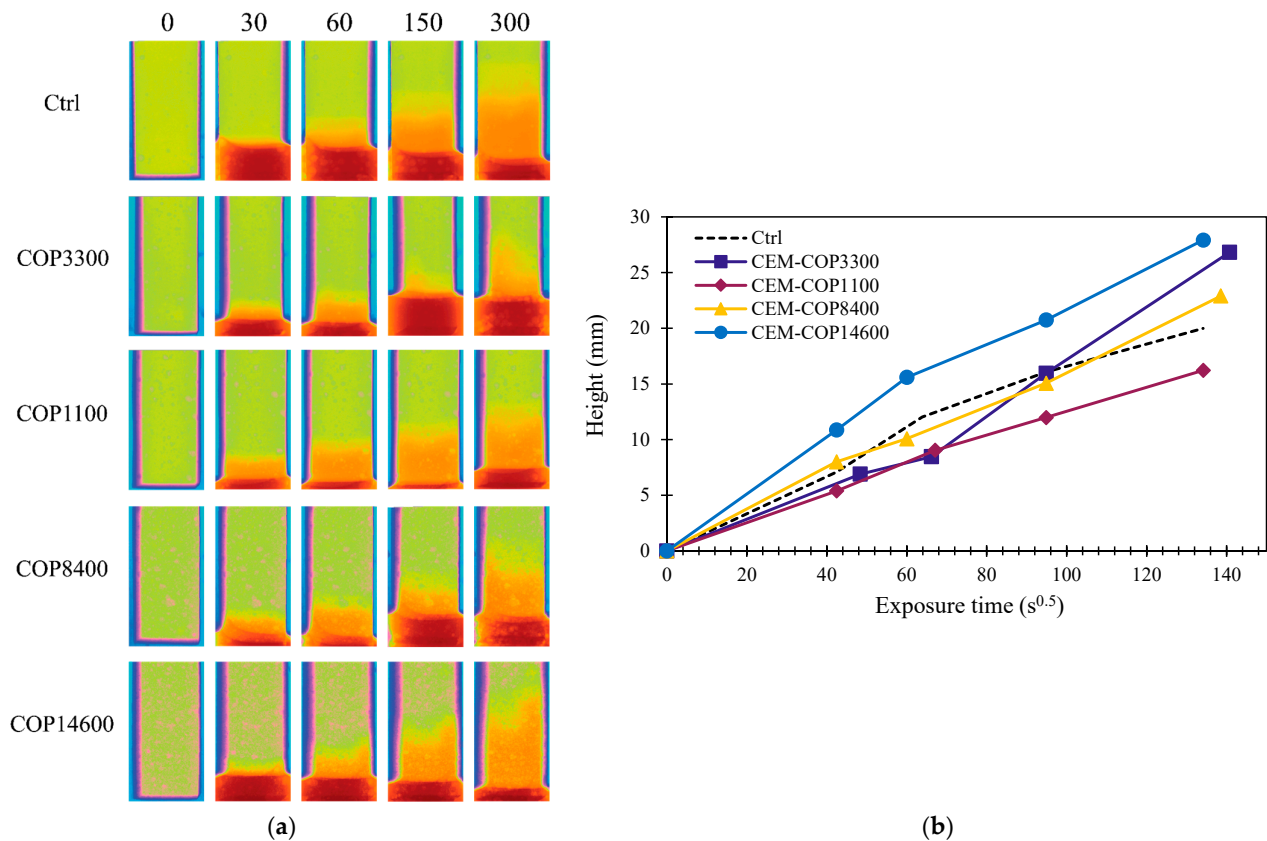 0 30 60 150 300
Ctrl
COP3300
COP1100
COP8400
COP14600
(a)
30
25
20
15
10
5
0
Height (mm)
Ctrl
CEM-COP3300
CEM-COP1100
CEM-COP8400
CEM-COP14600
0 20 40 60 80 100 120 140
Exposure time (s^0.5)
(b)